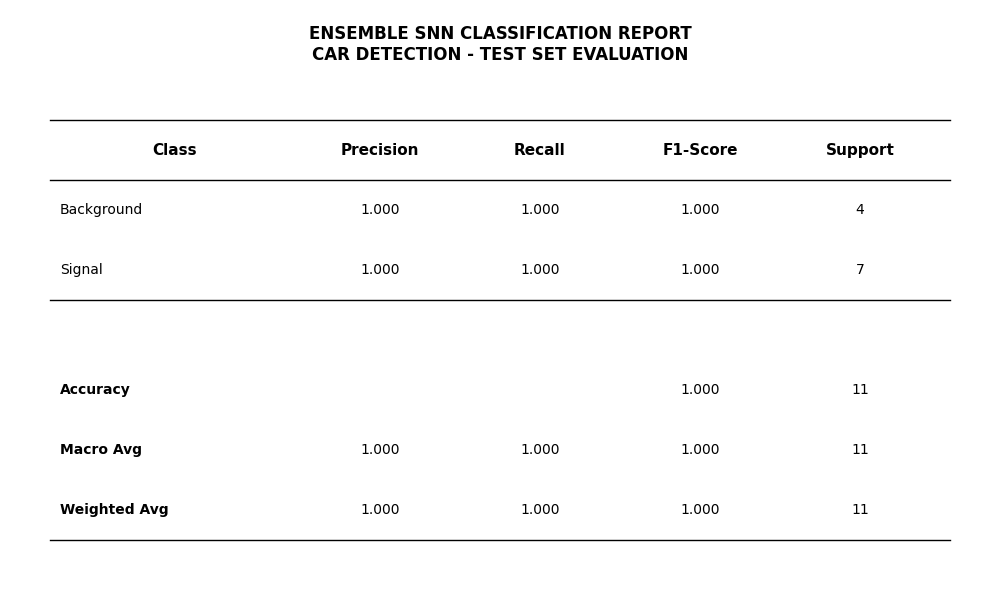 ENSEMBLE SNN CLASSIFICATION REPORT
CAR DETECTION - TEST SET EVALUATION
Class Precision Recall F1-Score Support
Background 1.000 1.000 1.000 4
Signal 1.000 1.000 1.000 7
Accuracy 1.000 11
Macro Avg 1.000 1.000 1.000 11
Weighted Avg 1.000 1.000 1.000 11